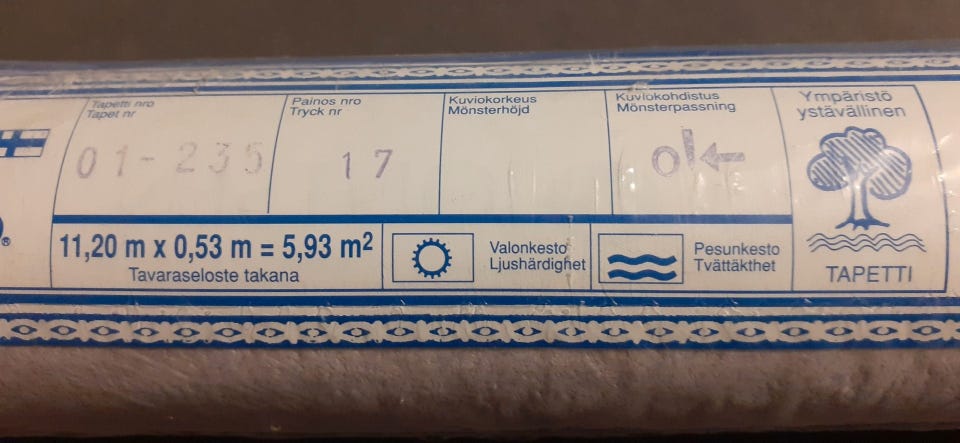 Tapetti nro
Tapet nr
01-235
Painos nro
Tryck nr
17
Kuviokorkeus
Mönsterhöjd
Kuviokohdistus
Mönsterpassning
0
Ympäristö
ystävällinen
TAPETTI
®
11,20 m x 0,53 m = 5,93 m²
Tavaraseloste takana
Valonkesto
Ljushärdighet
Pesunkesto
Tvättäkthet